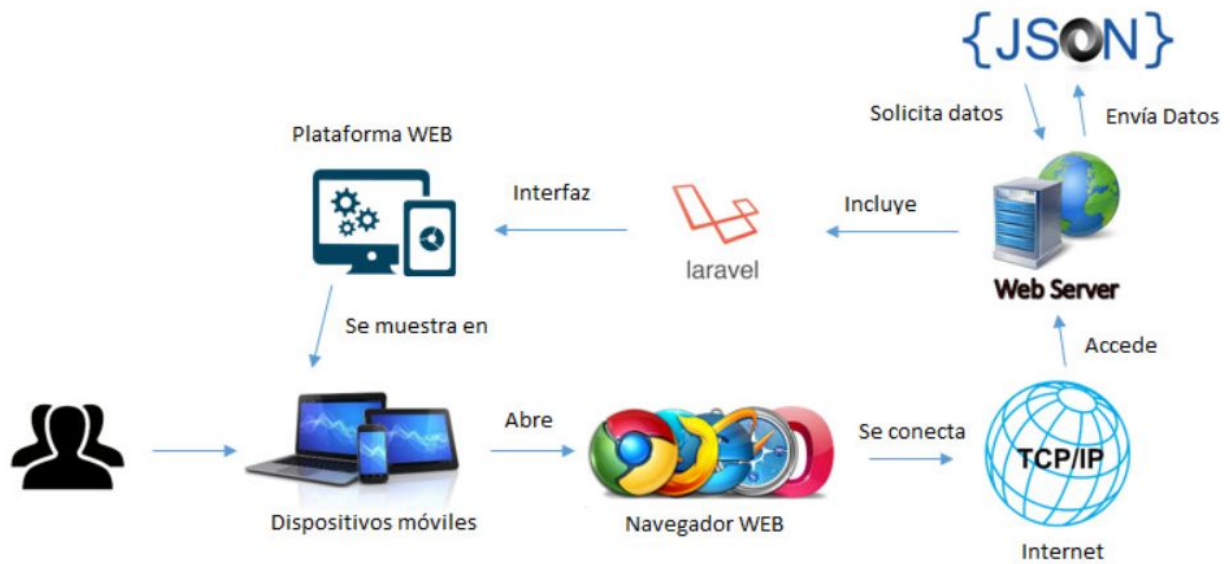 {JSON}
Solicita datos
Envía Datos
Plataforma WEB
Interfaz
Incluye
laravel
Web Server
Se muestra en
Accede
Abre
Se conecta
TCP/IP
Dispositivos móviles
Navegador WEB
Internet